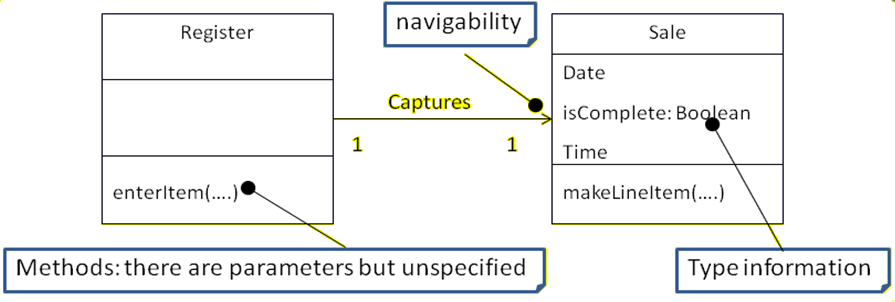 navigability
Register
Sale
Date
Captures
isComplete: Boolean
1
1
Time
enterItem(....)
makeLineItem(....)
Methods: there are parameters but unspecified
Type information